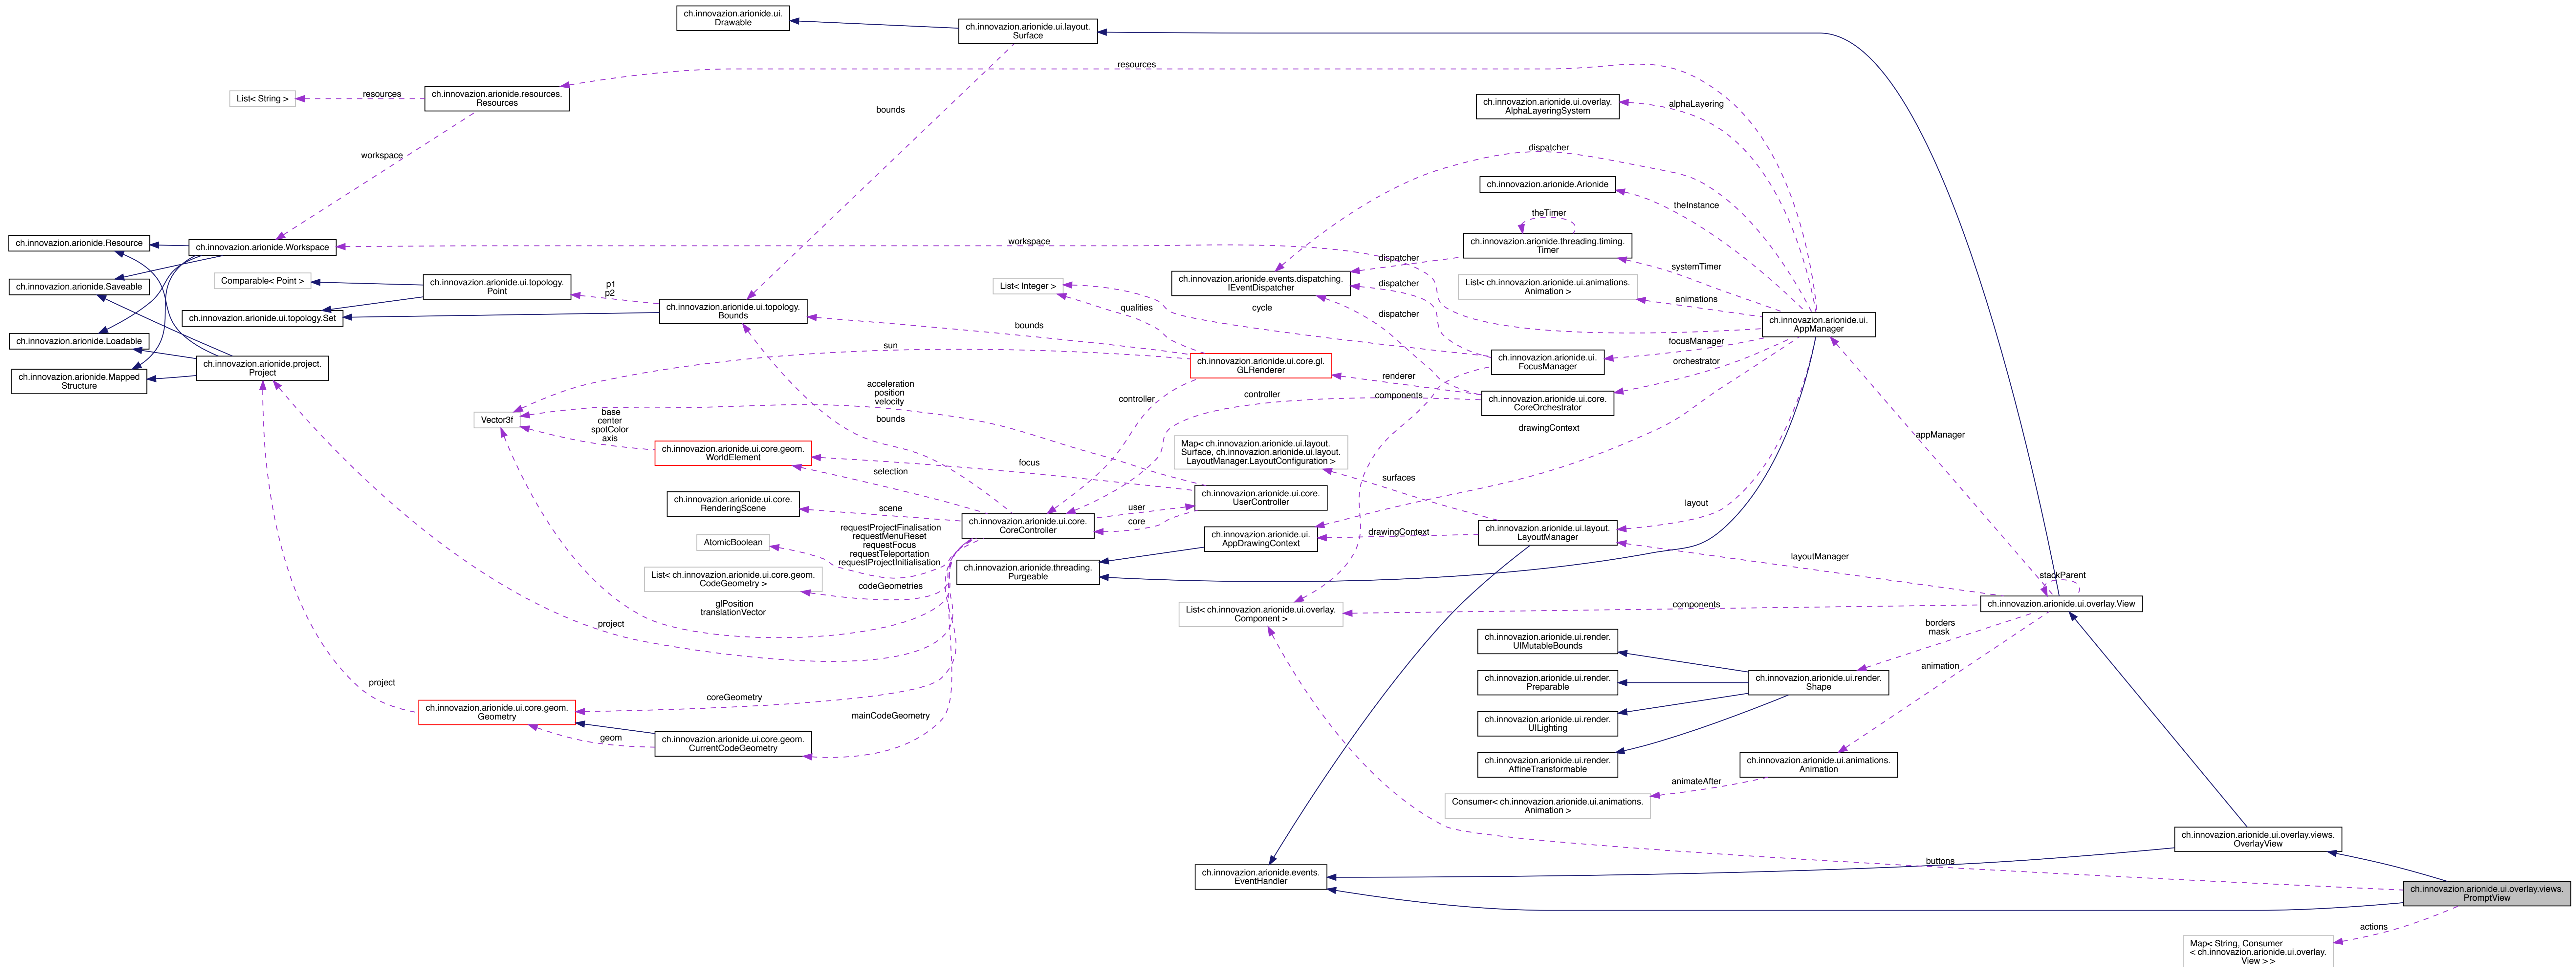 ch.innovazion.arionide.ui.
Drawable
ch.innovazion.arionide.ui.layout.
Surface
resources
List< String >
resources
ch.innovazion.arionide.resources.
Resources
bounds
ch.innovazion.arionide.ui.overlay.
AlphaLayeringSystem
alphaLayering
workspace
dispatcher
ch.innovazion.arionide.Arionide
theInstance
theTimer
ch.innovazion.arionide.Resource
ch.innovazion.arionide.Workspace
workspace
ch.innovazion.arionide.threading.timing.
Timer
dispatcher
systemTimer
ch.innovazion.arionide.Saveable
Comparable< Point >
ch.innovazion.arionide.ui.topology.
Point
p1
p2
List< Integer >
ch.innovazion.arionide.events.dispatching.
IEventDispatcher
dispatcher
List< ch.innovazion.arionide.ui.animations.
Animation >
animations
ch.innovazion.arionide.ui.topology.Set
ch.innovazion.arionide.ui.topology.
Bounds
qualities
cycle
dispatcher
ch.innovazion.arionide.ui.
AppManager
bounds
ch.innovazion.arionide.Loadable
sun
focusManager
ch.innovazion.arionide.project.
Project
ch.innovazion.arionide.ui.core.gl.
GLRenderer
ch.innovazion.arionide.ui.
FocusManager
orchestrator
ch.innovazion.arionide.Mapped
Structure
renderer
acceleration
position
velocity
controller
controller
components
ch.innovazion.arionide.ui.core.
CoreOrchestrator
Vector3f
base
center
spotColor
axis
bounds
drawingContext
appManager
ch.innovazion.arionide.ui.core.geom.
WorldElement
Map< ch.innovazion.arionide.ui.layout.
Surface, ch.innovazion.arionide.ui.layout.
LayoutManager.LayoutConfiguration >
focus
selection
surfaces
ch.innovazion.arionide.ui.core.
RenderingScene
scene
ch.innovazion.arionide.ui.core.
UserController
user
core
layout
ch.innovazion.arionide.ui.core.
CoreController
AtomicBoolean
requestProjectFinalisation
requestMenuReset
requestFocus
requestTeleportation
requestProjectInitialisation
ch.innovazion.arionide.ui.
AppDrawingContext
drawingContext
ch.innovazion.arionide.ui.layout.
LayoutManager
layoutManager
List< ch.innovazion.arionide.ui.core.geom.
CodeGeometry >
codeGeometries
ch.innovazion.arionide.threading.
Purgeable
stackParent
glPosition
translationVector
List< ch.innovazion.arionide.ui.overlay.
Component >
components
ch.innovazion.arionide.ui.overlay.View
project
ch.innovazion.arionide.ui.render.
UIMutableBounds
borders
mask
project
ch.innovazion.arionide.ui.render.
Preparable
ch.innovazion.arionide.ui.render.
Shape
animation
coreGeometry
ch.innovazion.arionide.ui.core.geom.
Geometry
mainCodeGeometry
ch.innovazion.arionide.ui.render.
UILighting
geom
ch.innovazion.arionide.ui.core.geom.
CurrentCodeGeometry
ch.innovazion.arionide.ui.render.
AffineTransformable
ch.innovazion.arionide.ui.animations.
Animation
animateAfter
Consumer< ch.innovazion.arionide.ui.animations.
Animation >
ch.innovazion.arionide.ui.overlay.views.
OverlayView
buttons
ch.innovazion.arionide.events.
EventHandler
ch.innovazion.arionide.ui.overlay.views.
PromptView
actions
Map< String, Consumer
< ch.innovazion.arionide.ui.overlay.
View > >